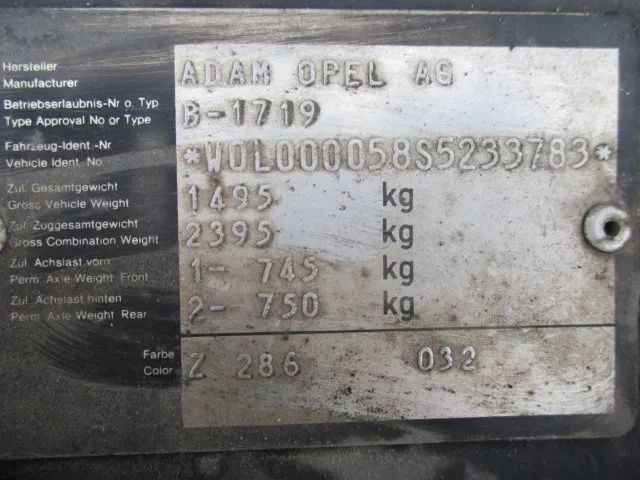 Hersteller
Manufacturer ADAM OPEL AG
Betriebserlaubnis-Nr o. Typ
Type Approval No or Type B-1719
Fahrzeug-Ident.-Nr
Vehicle Ident. No *W0L000058S5233783*
Zul. Gesamtgewicht
Gross Vehicle Weight 1495 kg
Zul. Zuggesamtgewicht
Gross Combination Weight 2395 kg
Zul. Achslast vorn
Perm. Axle Weight Front 1- 745 kg
Zul. Achslast hinten
Perm. Axle Weight Rear 2- 750 kg
Farbe
Color Z 286 032